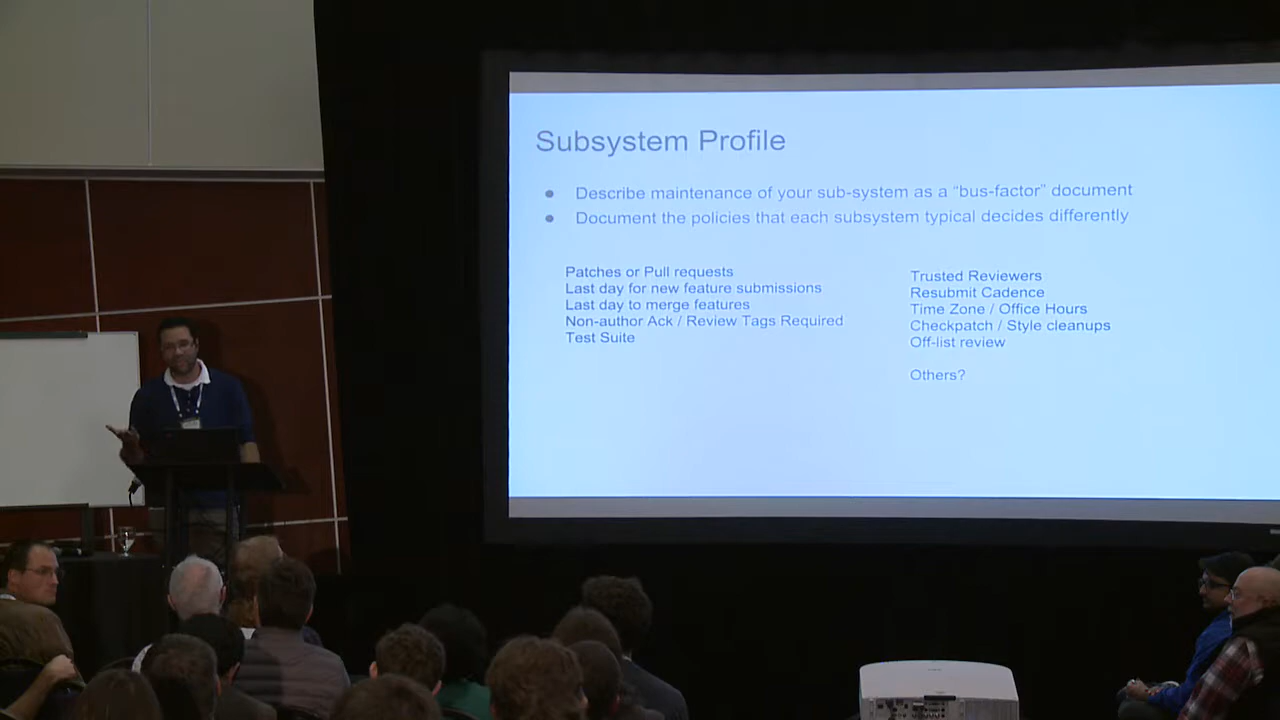 Subsystem Profile
● Describe maintenance of your sub-system as a “bus-factor” document
● Document the policies that each subsystem typical decides differently
Patches or Pull requests
Last day for new feature submissions
Last day to merge features
Non-author Ack / Review Tags Required
Test Suite
Trusted Reviewers
Resubmit Cadence
Time Zone / Office Hours
Checkpatch / Style cleanups
Off-list review
Others?